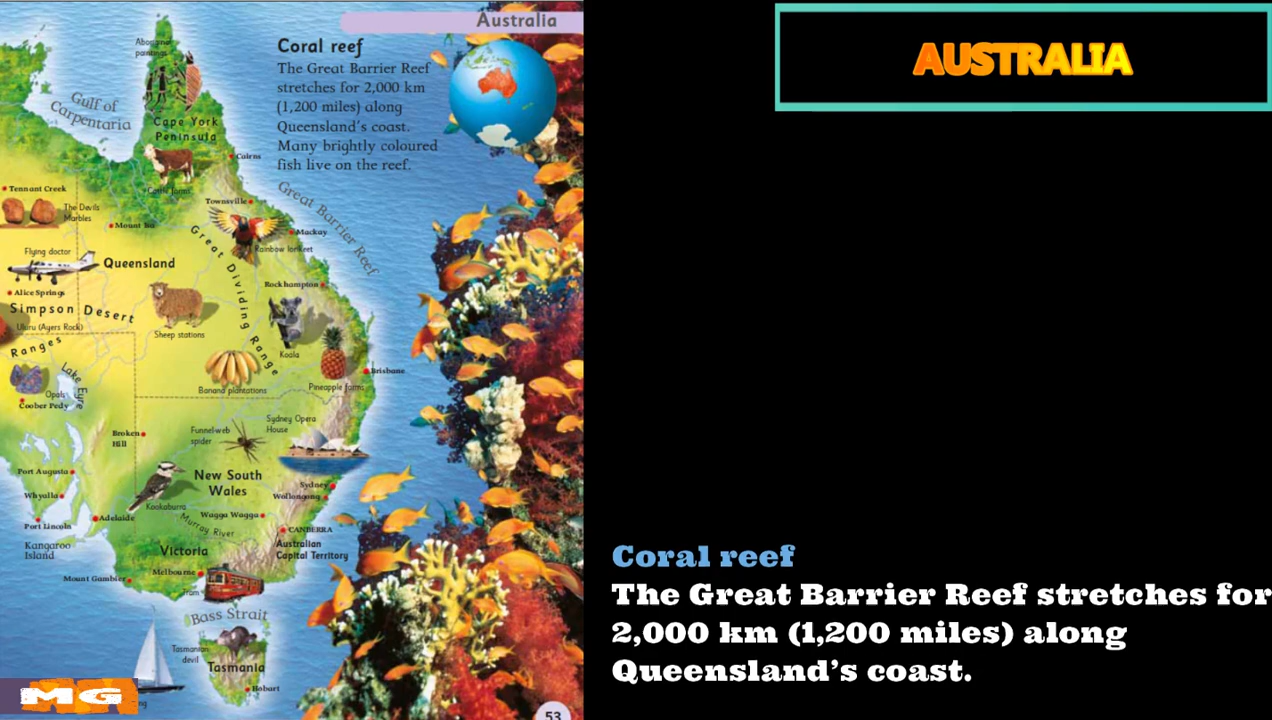 Australia
Coral reef
The Great Barrier Reef
stretches for 2,000 km
(1,200 miles) along
Queensland's coast.
Many brightly coloured
fish live on the reef.
Aboriginal
paintings
Gulf of
Carpentaria
Cape York
Peninsula
Cairns
Cattle farms
Great Barrier Reef
Tennant Creek
The Devils
Marbles
Townsville
Mount Isa
Mackay
Rainbow lorikeet
Great Dividing Range
Flying doctor
Queensland
Alice Springs
Rockhampton
Simpson Desert
Uluru (Ayers Rock)
Sheep stations
Ranges
Koala
Lake Eyre
Brisbane
Banana plantations
Pineapple farms
Opals
Coober Pedy
Sydney Opera
House
Broken
Hill
Funnel-web
spider
Port Augusta
New South
Wales
Sydney
Whyalla
Wollongong
Kookaburra
Wagga Wagga
Adelaide
Port Lincoln
Murray River
CANBERRA
Kangaroo
Island
Victoria
Australian
Capital Territory
Melbourne
Mount Gambier
Tram
Bass Strait
Tasmanian
devil
Tasmania
Hobart
MG
53
AUSTRALIA
Coral reef
The Great Barrier Reef stretches for
2,000 km (1,200 miles) along
Queensland's coast.